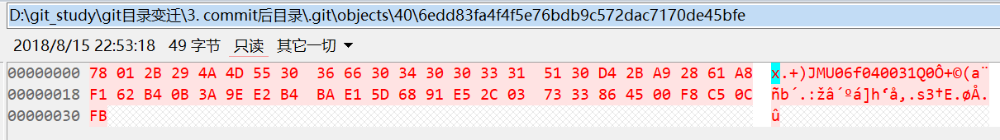 D:\git_study\git目录变迁\3. commit后目录\.git\objects\40\6edd83fa4f4f5e76bdb9c572dac7170de45bfe
2018/8/15 22:53:18 49 字节 只读 其它一切
00000000 78 01 2B 29 4A 4D 55 30 36 66 30 34 30 30 33 31 51 30 D4 2B A9 28 61 A8 x.+)JMU06f040031Q0Ô+©(a¨
00000018 F1 62 B4 0B 3A 9E E2 B4 BA E1 5D 68 91 E5 2C 03 73 33 86 45 00 F8 C5 0C ñb´.:žâ´ºá]h‘å,.s3†E.øÅ.
00000030 FB û